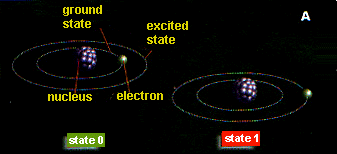 ground
state
excited
state
A
nucleus
electron
state 0
state 1